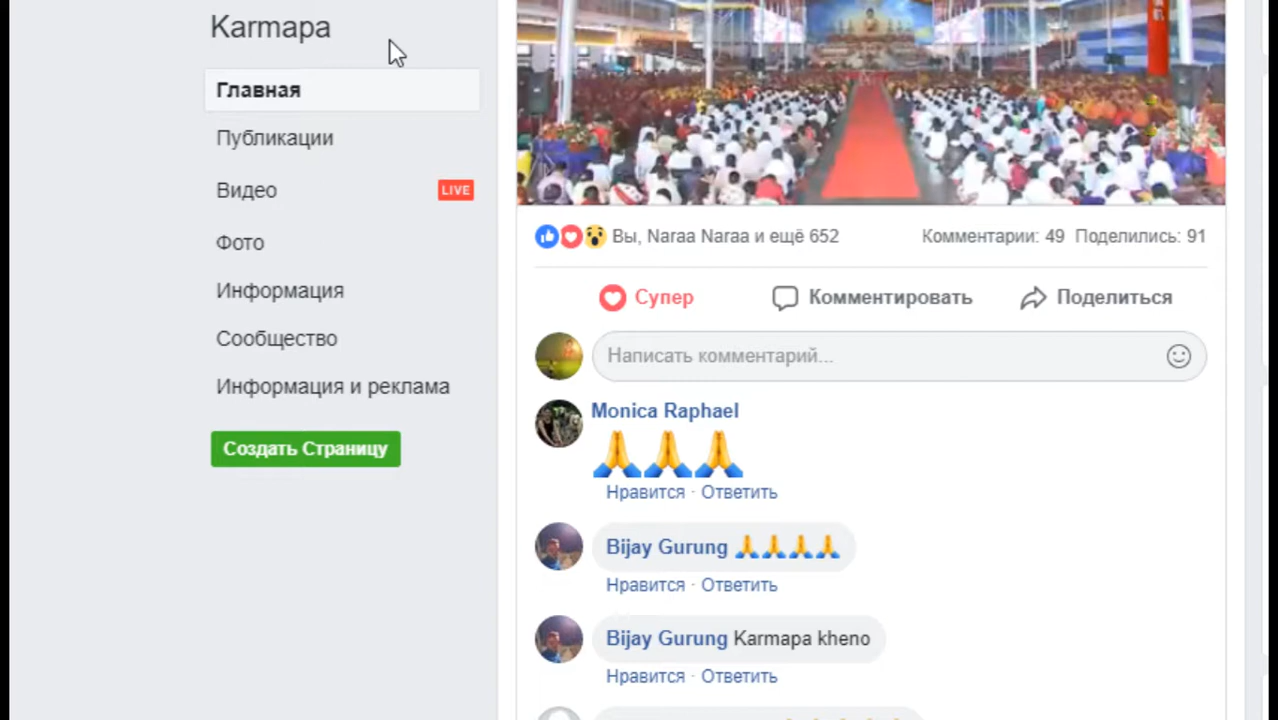 Karmapa
Главная
Публикации
Видео LIVE
Фото
Информация
Сообщество
Информация и реклама
Создать Страницу
Вы, Naraa Naraa и ещё 652 Комментарии: 49 Поделились: 91
Супер Комментировать Поделиться
Написать комментарий...
Monica Raphael
🙏🙏🙏
Нравится · Ответить
Bijay Gurung 🙏🙏🙏🙏
Нравится · Ответить
Bijay Gurung Karmapa kheno
Нравится · Ответить